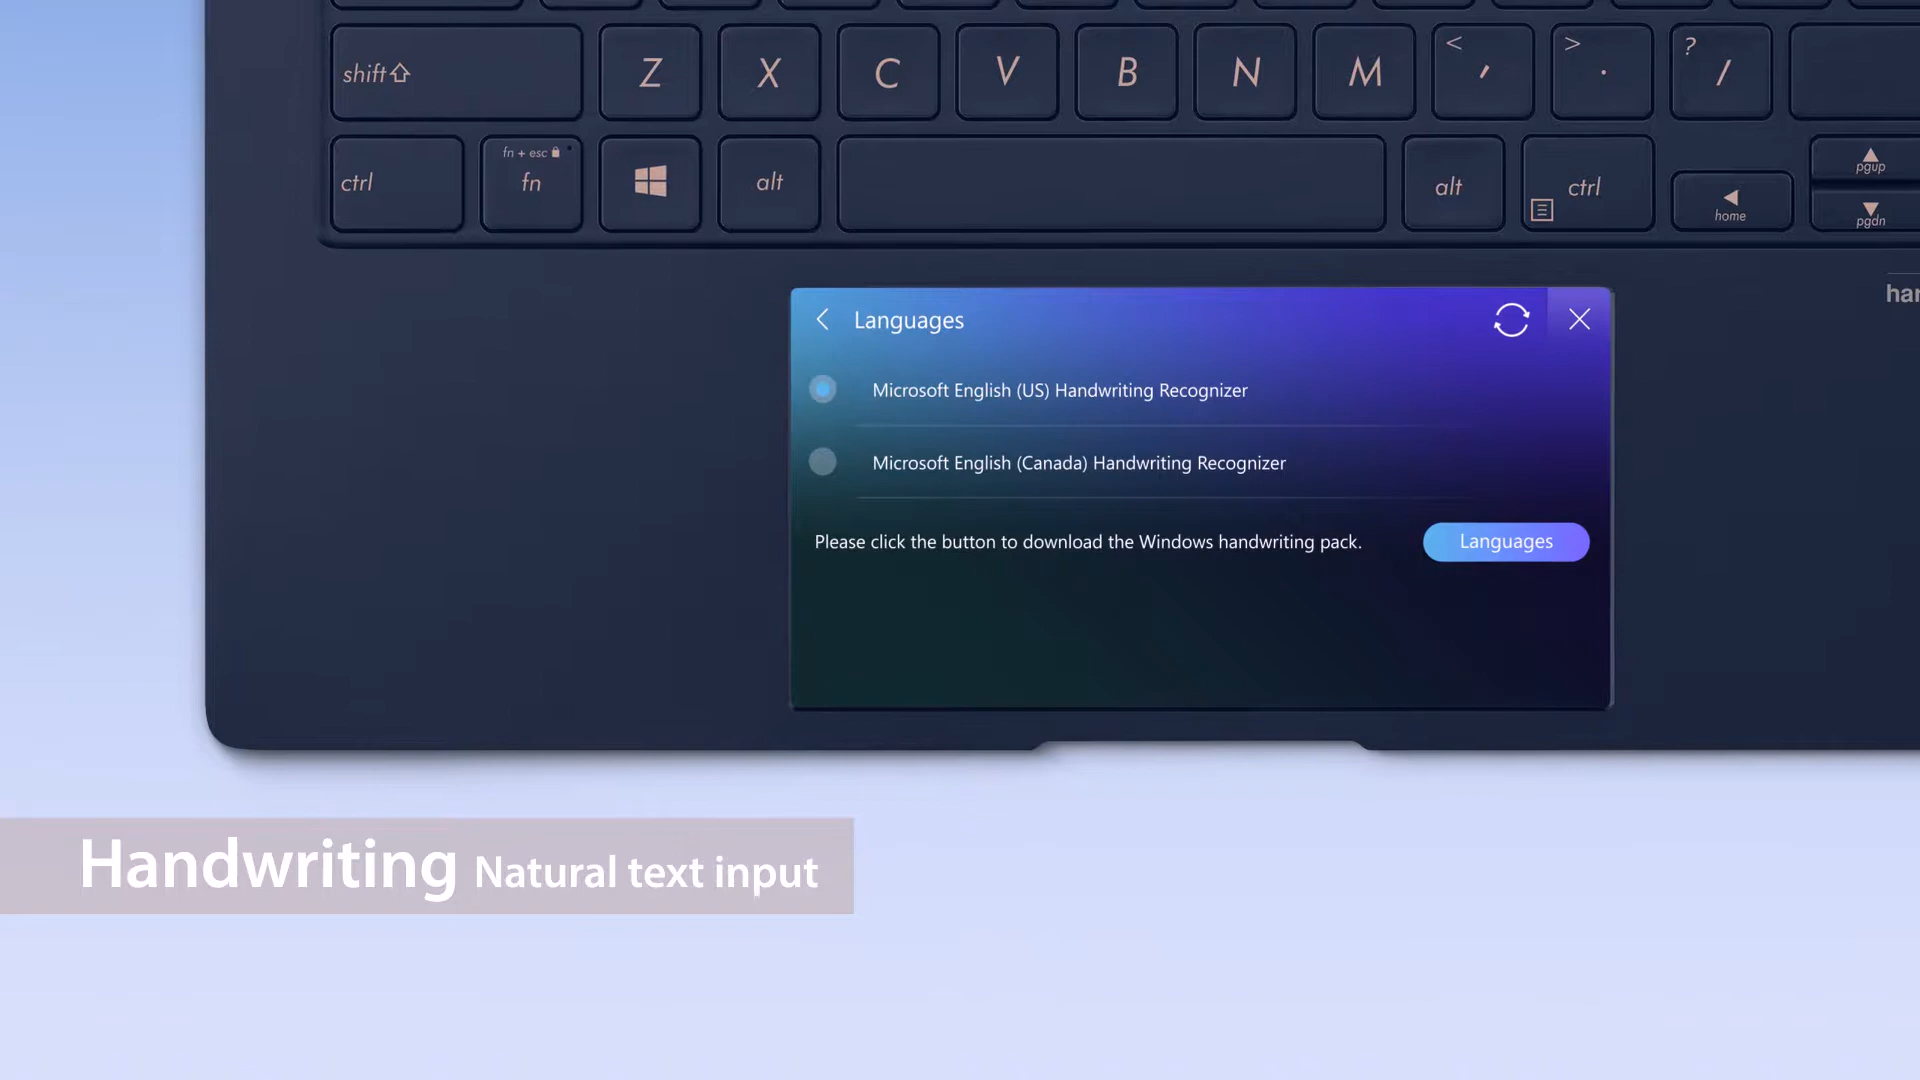 shift
Z
X
C
V
B
N
M
<
,
>
.
?
/
ctrl
fn + esc
fn
alt
alt
ctrl
home
pgup
pgdn
Languages
Microsoft English (US) Handwriting Recognizer
Microsoft English (Canada) Handwriting Recognizer
Please click the button to download the Windows handwriting pack.
Languages
Handwriting Natural text input